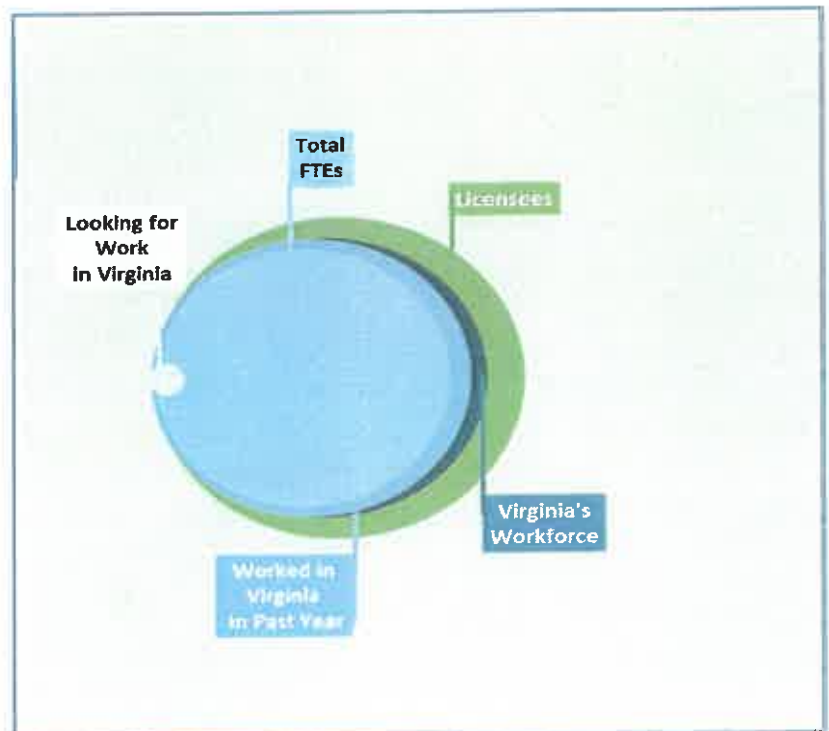 Total
FTEs
Licensees
Looking for
Work
in Virginia
Virginia's
Workforce
Worked in
Virginia
in Past Year